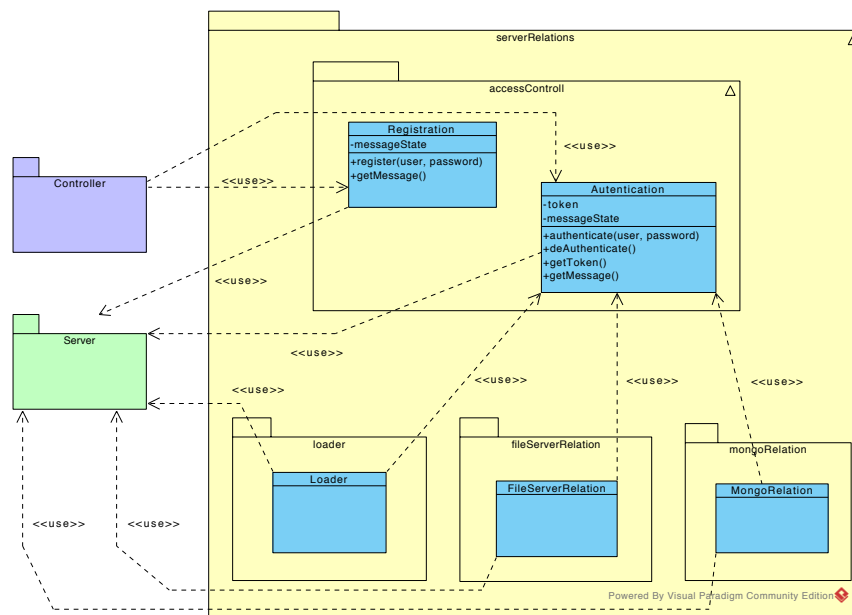 serverRelations
accessControll
Registration
-messageState
+register(user, password)
+getMessage()
<<use>>
Controller
<<use>>
Autentication
-token
-messageState
+authenticate(user, password)
+deAuthenticate()
+getToken()
+getMessage()
<<use>>
Server
<<use>>
<<use>>
<<use>>
<<use>>
<<use>>
loader
fileServerRelation
mongoRelation
Loader
FileServerRelation
MongoRelation
<<use>>
<<use>>
Powered By Visual Paradigm Community Edition